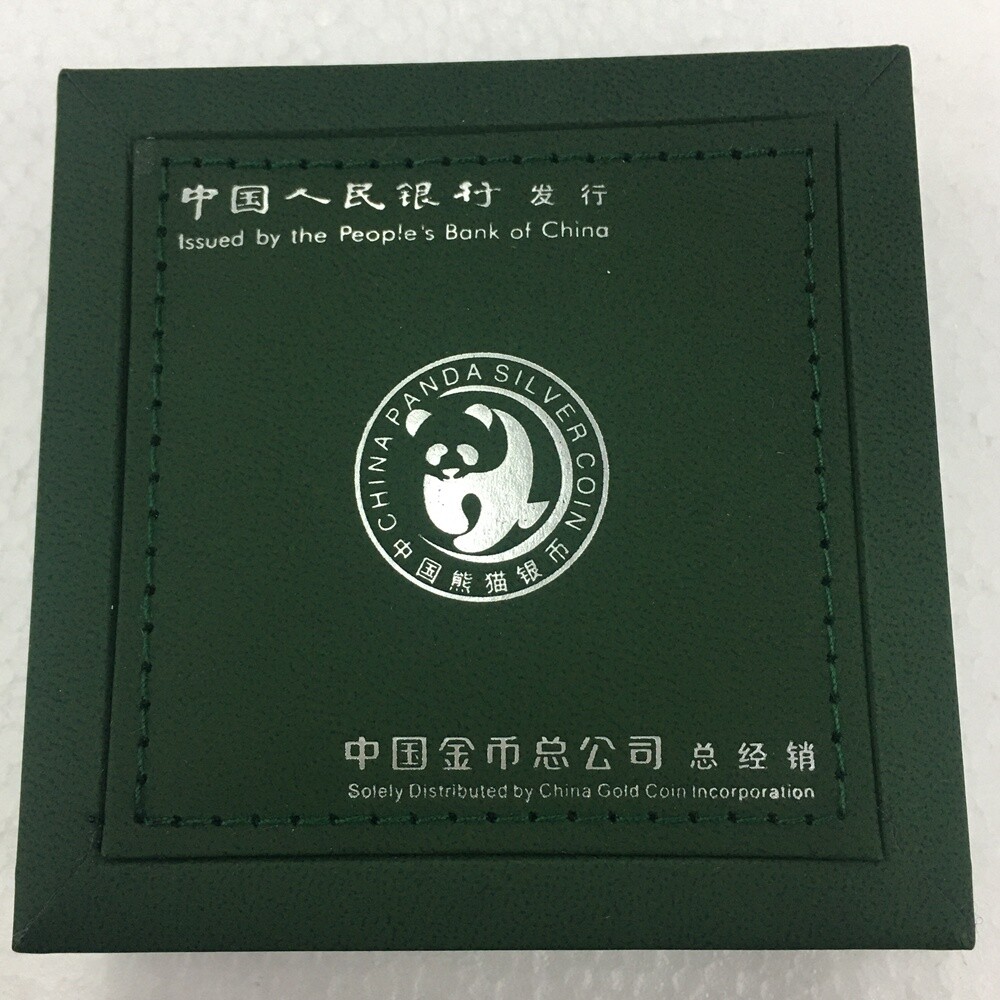 中国人民银行 发行
Issued by the People's Bank of China
CHINA PANDA SILVER COIN
中国熊猫银币
中国金币总公司 总经销
Solely Distributed by China Gold Coin Incorporation